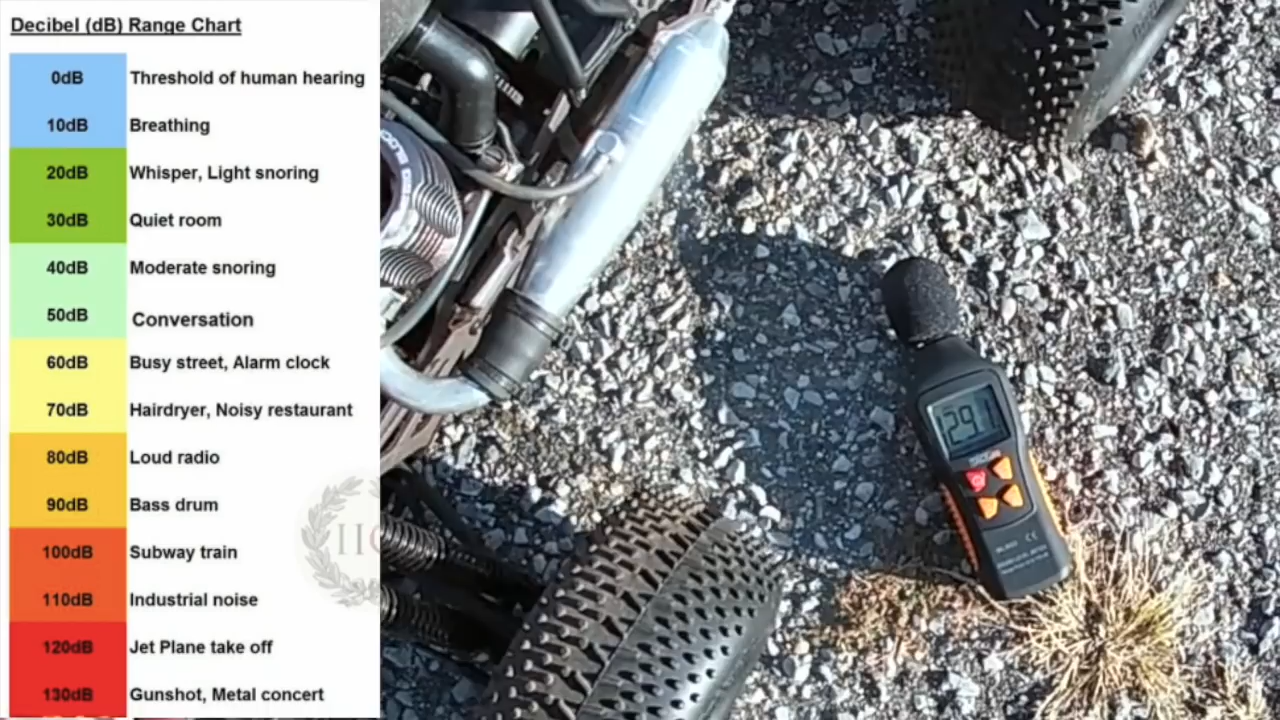 Decibel (dB) Range Chart
0dB Threshold of human hearing
10dB Breathing
20dB Whisper, Light snoring
30dB Quiet room
40dB Moderate snoring
50dB Conversation
60dB Busy street, Alarm clock
70dB Hairdryer, Noisy restaurant
80dB Loud radio
90dB Bass drum
100dB Subway train
110dB Industrial noise
120dB Jet Plane take off
130dB Gunshot, Metal concert
129.1